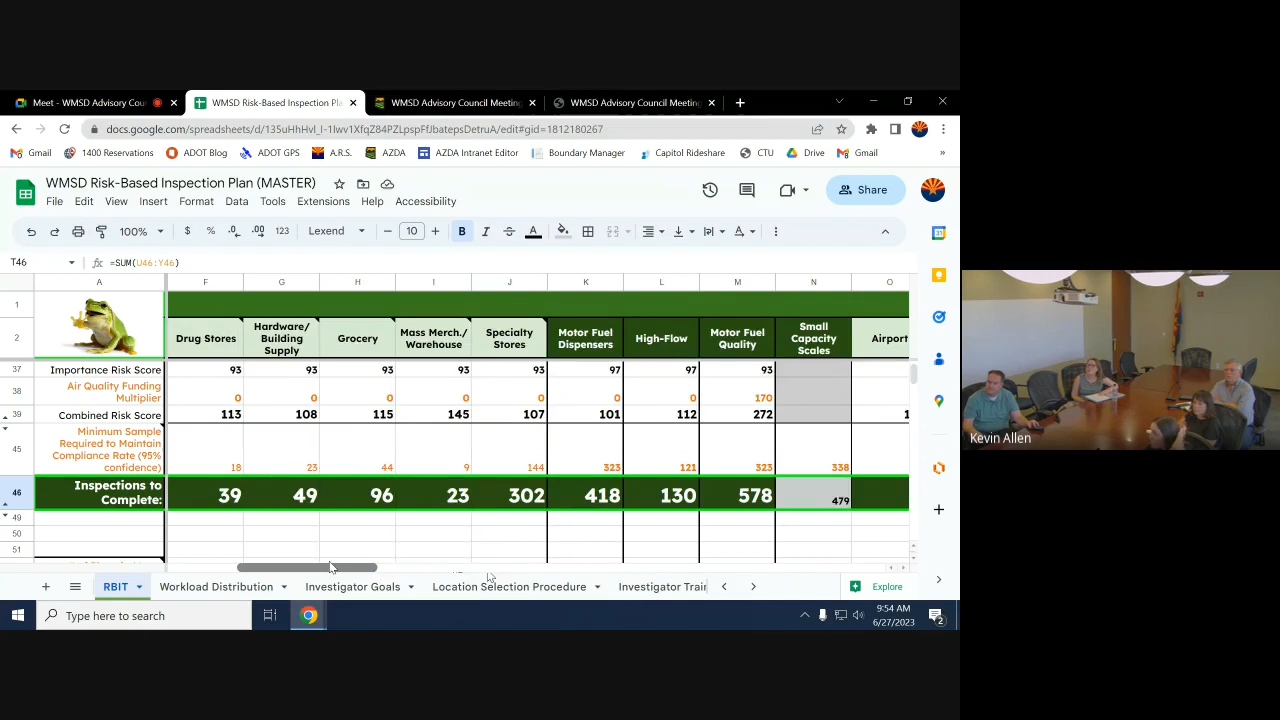 Meet - WMSD Advisory Cou
WMSD Risk-Based Inspection Pla
WMSD Advisory Council Meeting
WMSD Advisory Council Meeting
docs.google.com/spreadsheets/d/135uHhHvl_I-1Iwv1XfqZ84PZLpspFfJbatepsDetruA/edit#gid=1812180267
Gmail 1400 Reservations ADOT Blog ADOT GPS A.R.S. AZDA AZDA Intranet Editor Boundary Manager Capitol Rideshare CTU Drive Gmail »
WMSD Risk-Based Inspection Plan (MASTER)
File Edit View Insert Format Data Tools Extensions Help Accessibility
Share
100% $ % .0 .00 123 Lexend 10 B I A
T46 fx =SUM(U46:Y46)
A F G H I J K L M N O
1
2 Drug Stores Hardware/ Building Supply Grocery Mass Merch./ Warehouse Specialty Stores Motor Fuel Dispensers High-Flow Motor Fuel Quality Small Capacity Scales Airport
37 Importance Risk Score 93 93 93 93 93 97 97 93
38 Air Quality Funding Multiplier 0 0 0 0 0 0 0 170
39 Combined Risk Score 113 108 115 145 107 101 112 272 1
45 Minimum Sample Required to Maintain Compliance Rate (95% confidence) 18 23 44 9 144 323 121 323 338
46 Inspections to Complete: 39 49 96 23 302 418 130 578 479
49
50
51
RBIT Workload Distribution Investigator Goals Location Selection Procedure Investigator Train
Explore
Type here to search
9:54 AM
6/27/2023
2
Kevin Allen